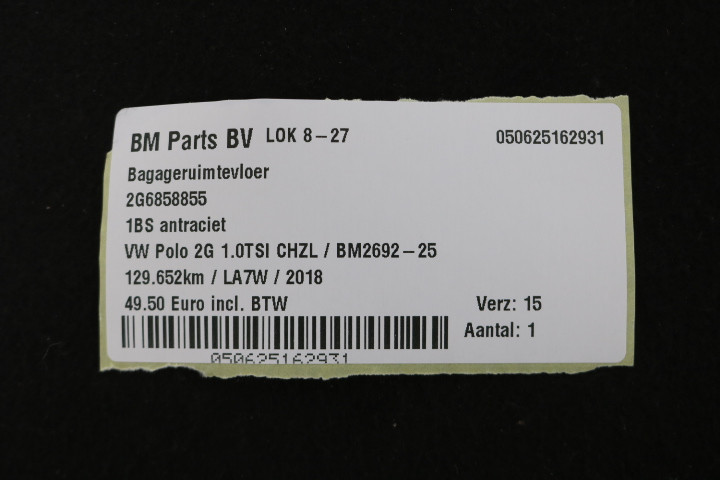 BM Parts BV LOK 8-27 050625162931
Bagageruimtevloer
2G6858855
1BS antraciet
VW Polo 2G 1.0TSI CHZL / BM2692-25
129.652km / LA7W / 2018
49.50 Euro incl. BTW Verz: 15
Aantal: 1
050625162931